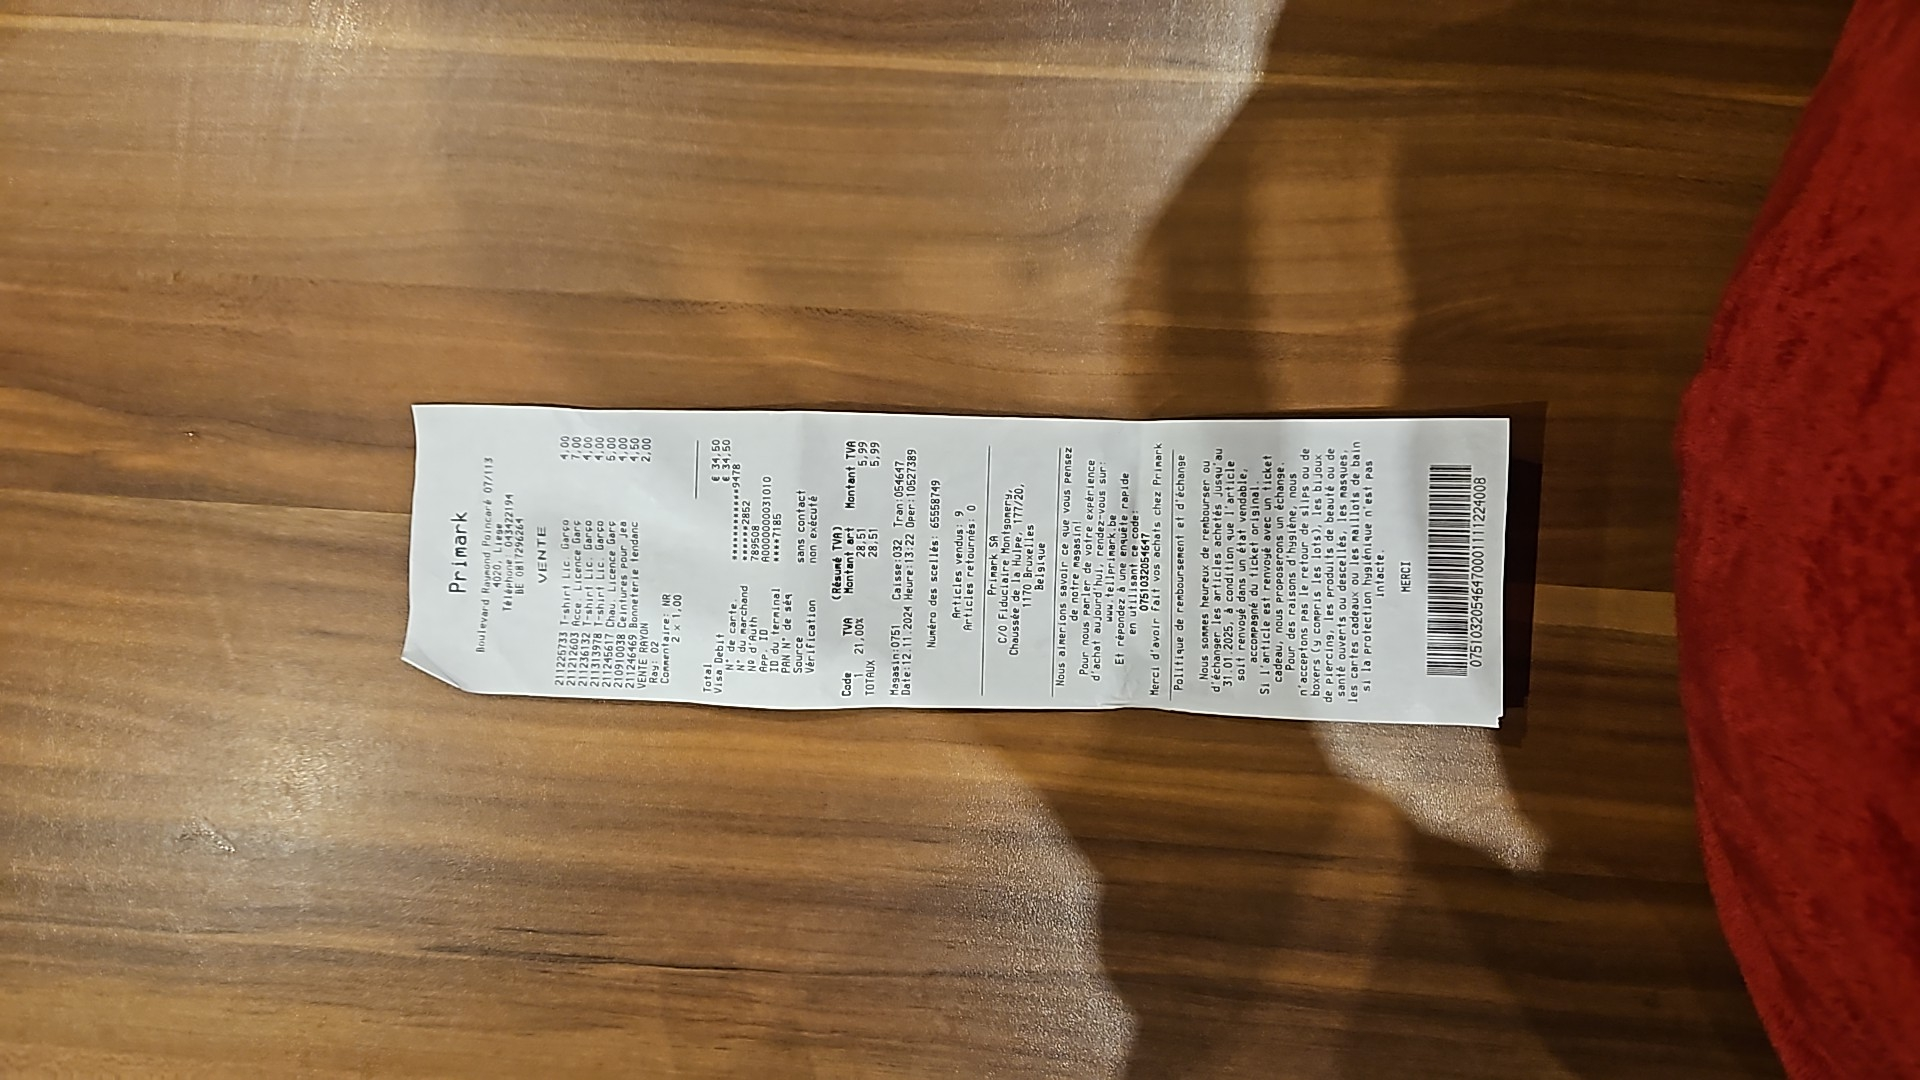 Primark
Boulevard Raymond Poincaré 07/113
4020, Liege
Téléphone 043422194
BE 0817296264
VENTE
211225733 T-shirt Lic. Garço 4,00
211212603 Acce. Licence Garç 7,00
211236132 T-shirt Lic. Garço 4,00
211313978 T-shirt Lic. Garço 4,00
211245617 Chau. Licence Garç 5,00
210910038 Ceintures pour Jea 4,00
211246469 Bonneterie tendanc 4,50
VENTE RAYON 2,00
Ray: 02
Commentaire: NR
2 x 1,00
Total € 34,50
Visa Debit € 34,50
N° de carte. ************9478
N° du marchand *******2852
Nº d'Auth 789508
App. ID A0000000031010
ID du terminal ****7185
PAN N° de séq
Source sans contact
Vérification non exécuté
(Résumé TVA)
Code TVA Montant art Montant TVA
1 21,00% 28,51 5,99
TOTAUX 28,51 5,99
Magasin:0751 Caisse:032 Tran:054647
Date:12.11.2024 Heure:13:22 Oper:10527389
Numéro des scellés: 65558749
Articles vendus: 9
Articles retournés: 0
Primark SA
C/O Fiduciaire Montgomery,
Chaussée de la Hulpe, 177/20,
1170 Bruxelles
Belgique
Nous aimerions savoir ce que vous pensez
de notre magasin!
Pour nous parler de votre expérience
d'achat aujourd'hui, rendez-vous sur:
www.tellprimark.be
Et répondez à une enquête rapide
en utilisant ce code:
0751032054647
Merci d'avoir fait vos achats chez Primark
Politique de remboursement et d'échange
Nous sommes heureux de rembourser ou
d'échanger les articles achetés jusqu'au
31.01.2025, à condition que l'article
soit renvoyé dans un état vendable,
accompagné du ticket original.
Si l'article est renvoyé avec un ticket
cadeau, nous proposerons un échange.
Pour des raisons d'hygiène, nous
n'acceptons pas le retour de slips ou de
boxers (y compris les lots), les bijoux
de piercing, les produits de beauté ou de
santé ouverts ou descellés, les masques,
les cartes cadeaux ou les maillots de bain
si la protection hygiénique n'est pas
intacte.
MERCI